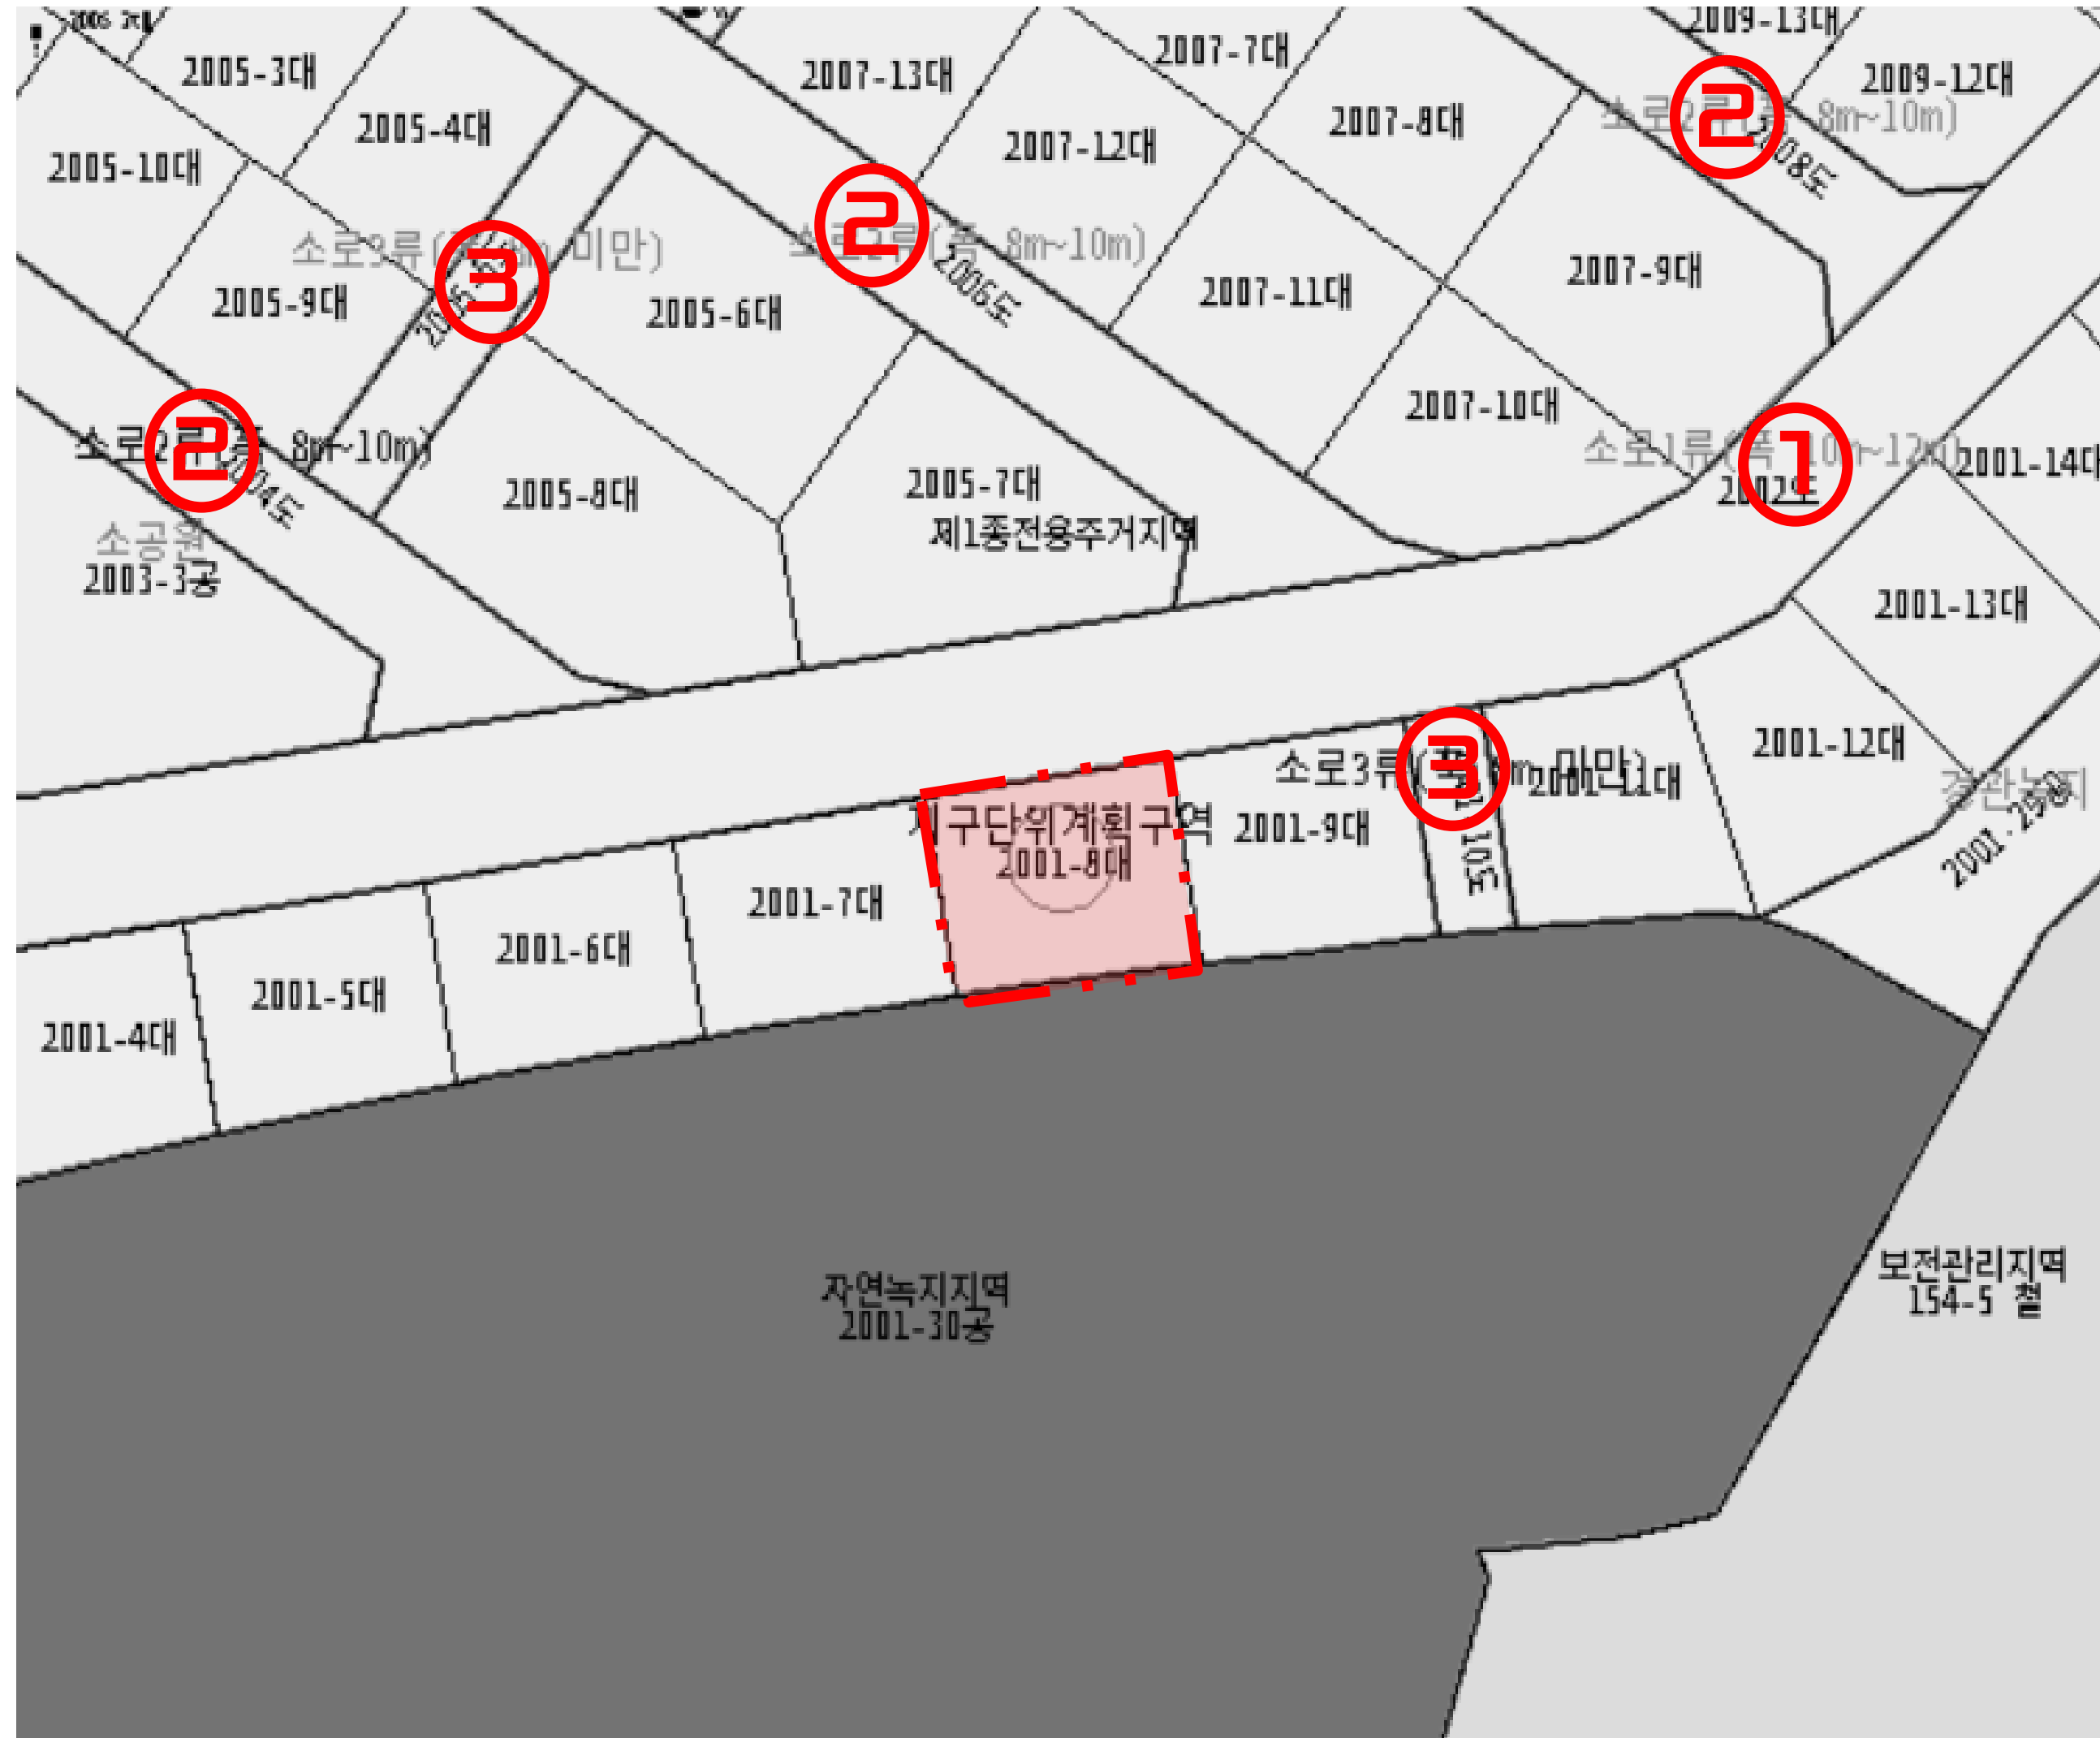 2005-3대
2007-13대
2007-7대
2009-13대
2009-12대
2005-4대
2007-12대
2007-8대
②
소로2류(폭 8m~10m)
2008도
2005-10대
②
소로2류(폭 8m~10m)
2006도
소로3류(폭 8m 미만)
③
2005-9대
2005-6대
2007-11대
2007-9대
2007-10대
②
소로2류(폭 8m~10m)
2004도
①
소로1류(폭 10m~12m)
2002도
2001-14대
2005-8대
2005-7대
제1종전용주거지역
소공원
2003-3공
2001-13대
2001-12대
③
소로3류(폭 8m 미만)
2001-11대
경관녹지
지구단위계획구역
2001-8대
2001-9대
2001-7대
2001-6대
2001-5대
2001-4대
자연녹지지역
2001-30공
보전관리지역
154-5 철